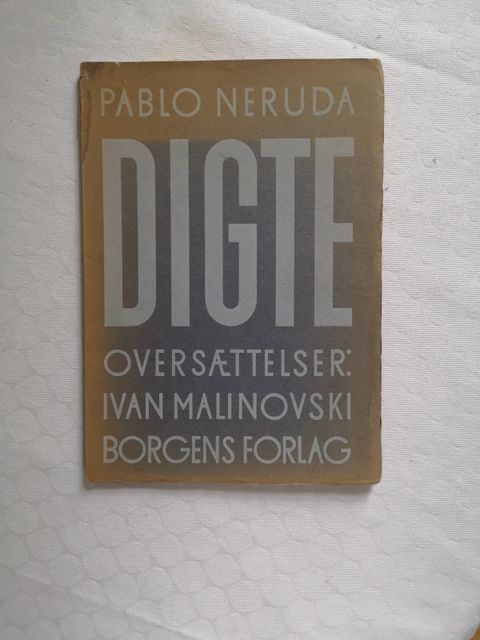 PABLO NERUDA
DIGTE
OVERSÆTTELSER:
IVAN MALINOVSKI
BORGENS FORLAG